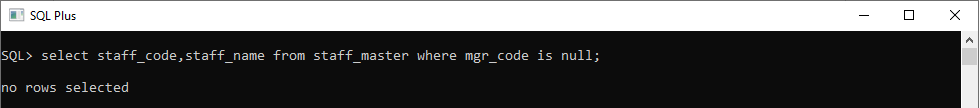 SQL Plus
SQL> select staff_code,staff_name from staff_master where mgr_code is null;
no rows selected